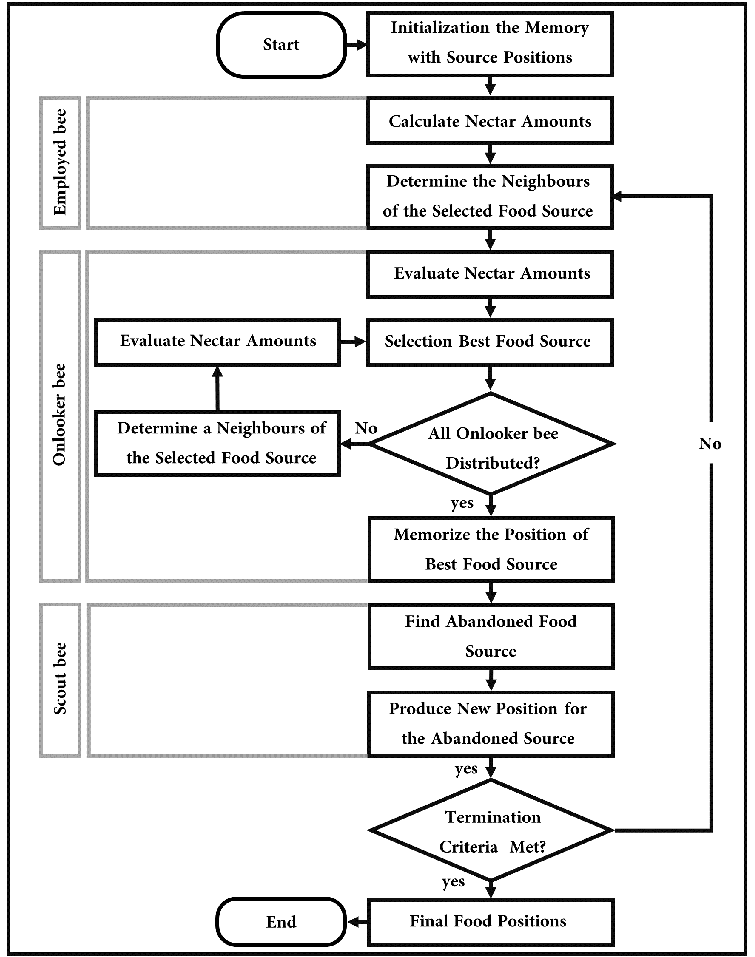 Start
Initialization the Memory
with Source Positions
Employed bee
Calculate Nectar Amounts
Determine the Neighbours
of the Selected Food Source
Onlooker bee
Evaluate Nectar Amounts
Evaluate Nectar Amounts
Selection Best Food Source
Determine a Neighbours of
the Selected Food Source
No
All Onlooker bee
Distributed?
No
yes
Memorize the Position of
Best Food Source
Scout bee
Find Abandoned Food
Source
Produce New Position for
the Abandoned Source
yes
Termination
Criteria Met?
yes
End
Final Food Positions